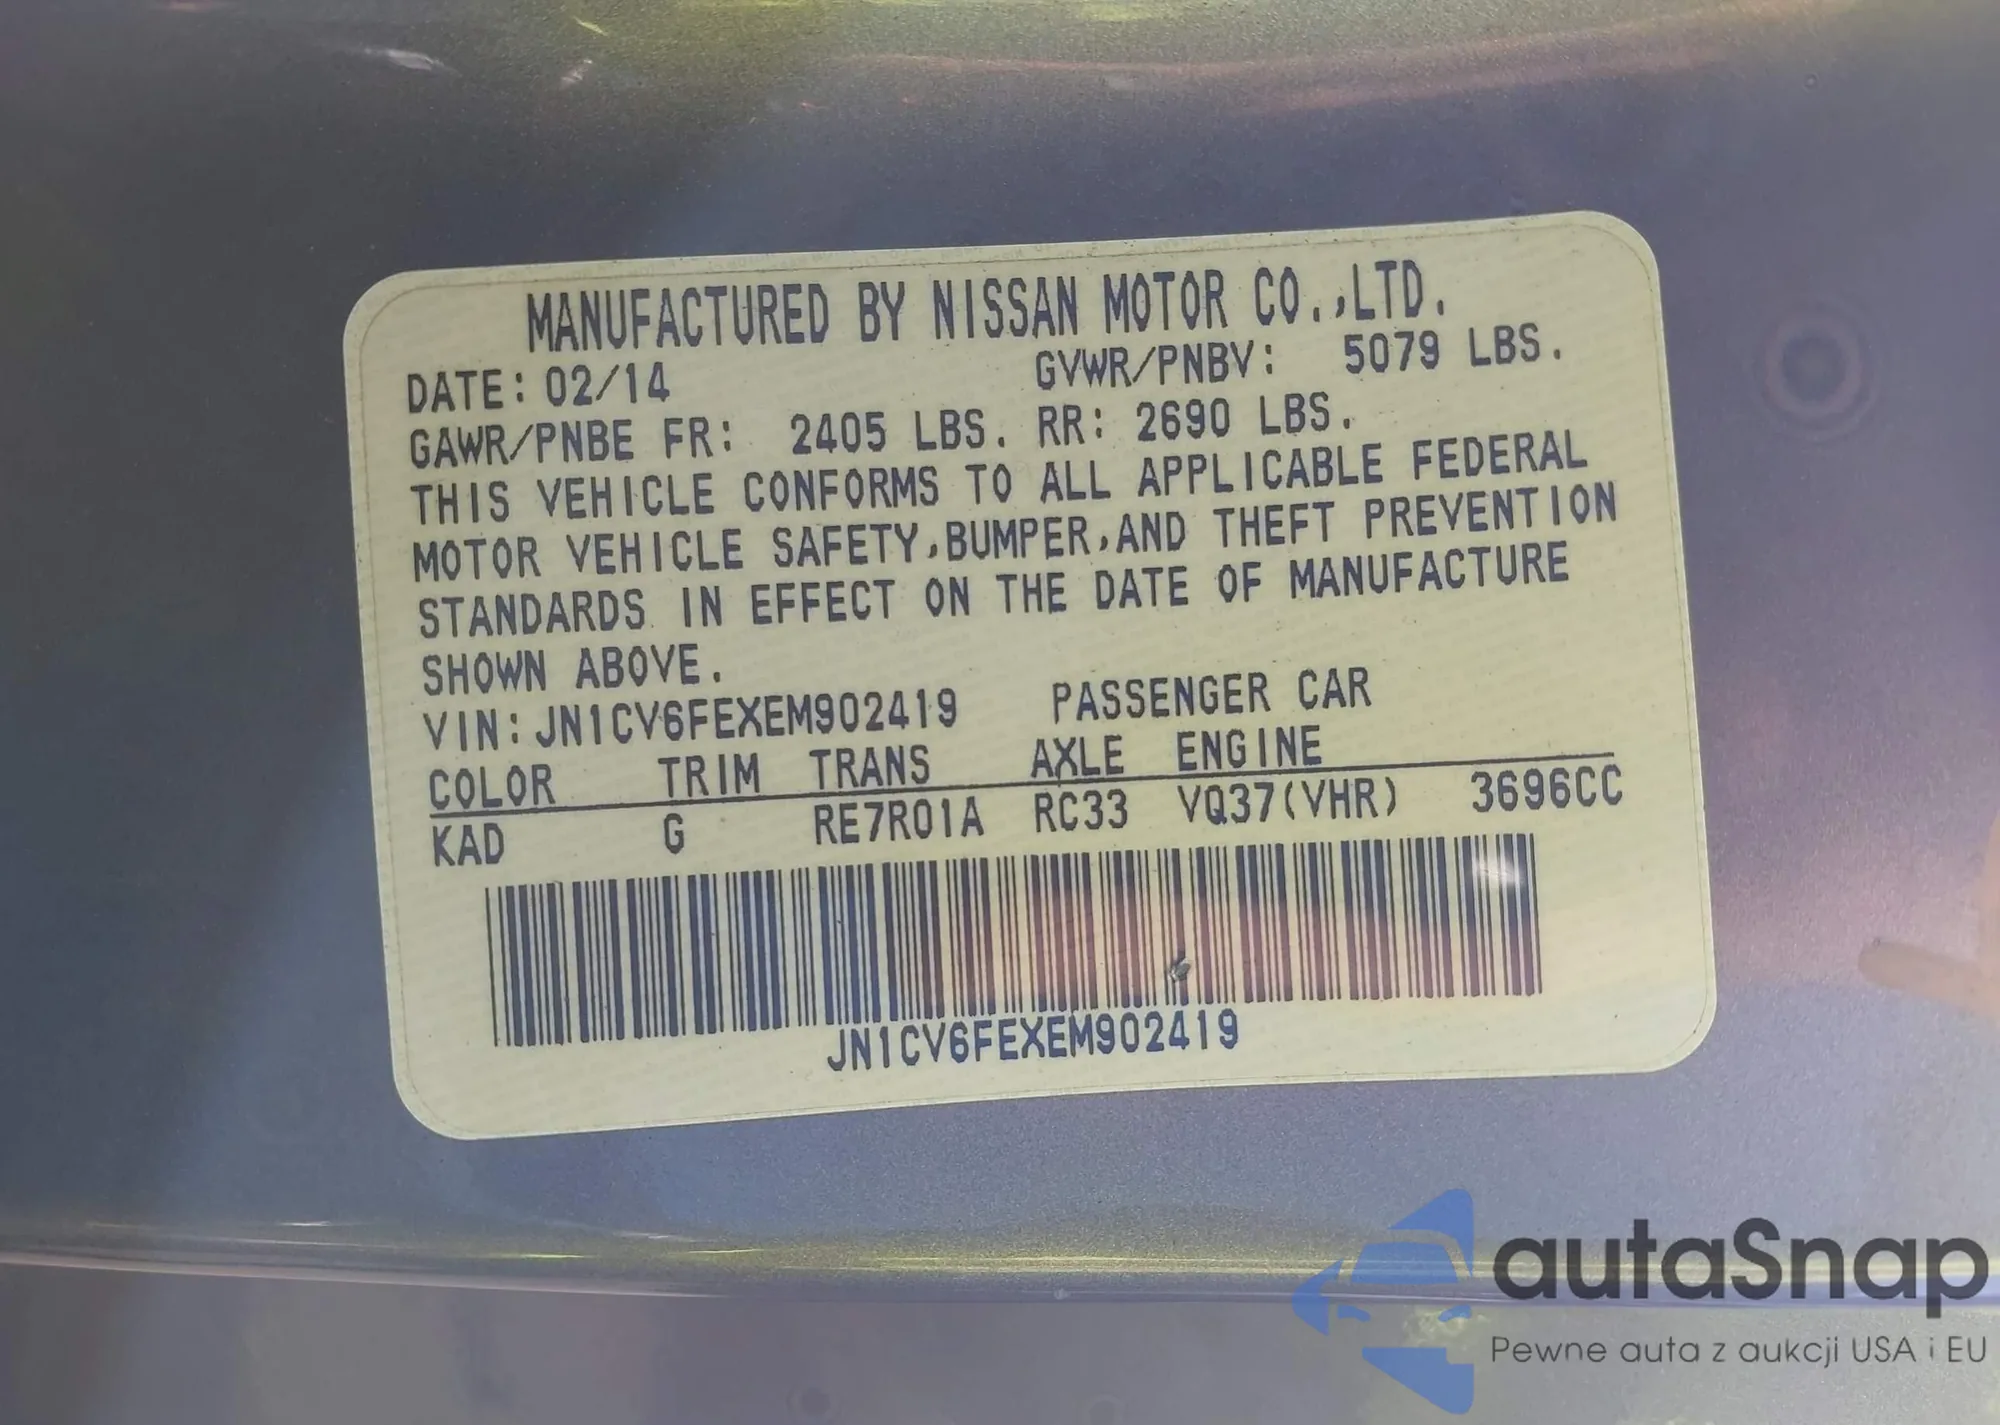 MANUFACTURED BY NISSAN MOTOR CO.,LTD.
DATE: 02/14 GVWR/PNBV: 5079 LBS.
GAWR/PNBE FR: 2405 LBS. RR: 2690 LBS.
THIS VEHICLE CONFORMS TO ALL APPLICABLE FEDERAL
MOTOR VEHICLE SAFETY,BUMPER,AND THEFT PREVENTION
STANDARDS IN EFFECT ON THE DATE OF MANUFACTURE
SHOWN ABOVE.
VIN:JN1CV6FEXEM902419 PASSENGER CAR
COLOR TRIM TRANS AXLE ENGINE
KAD G RE7R01A RC33 VQ37(VHR) 3696CC
JN1CV6FEXEM902419
autaSnap
Pewne auta z aukcji USA i EU